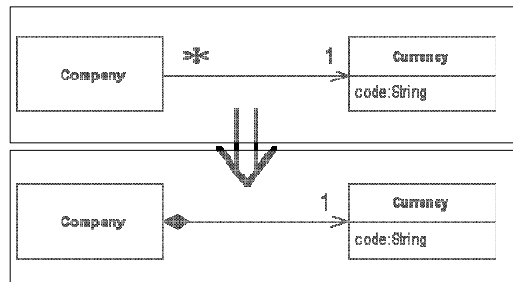 * 1
Currency
Company
code:String
1
Currency
Company
code:String